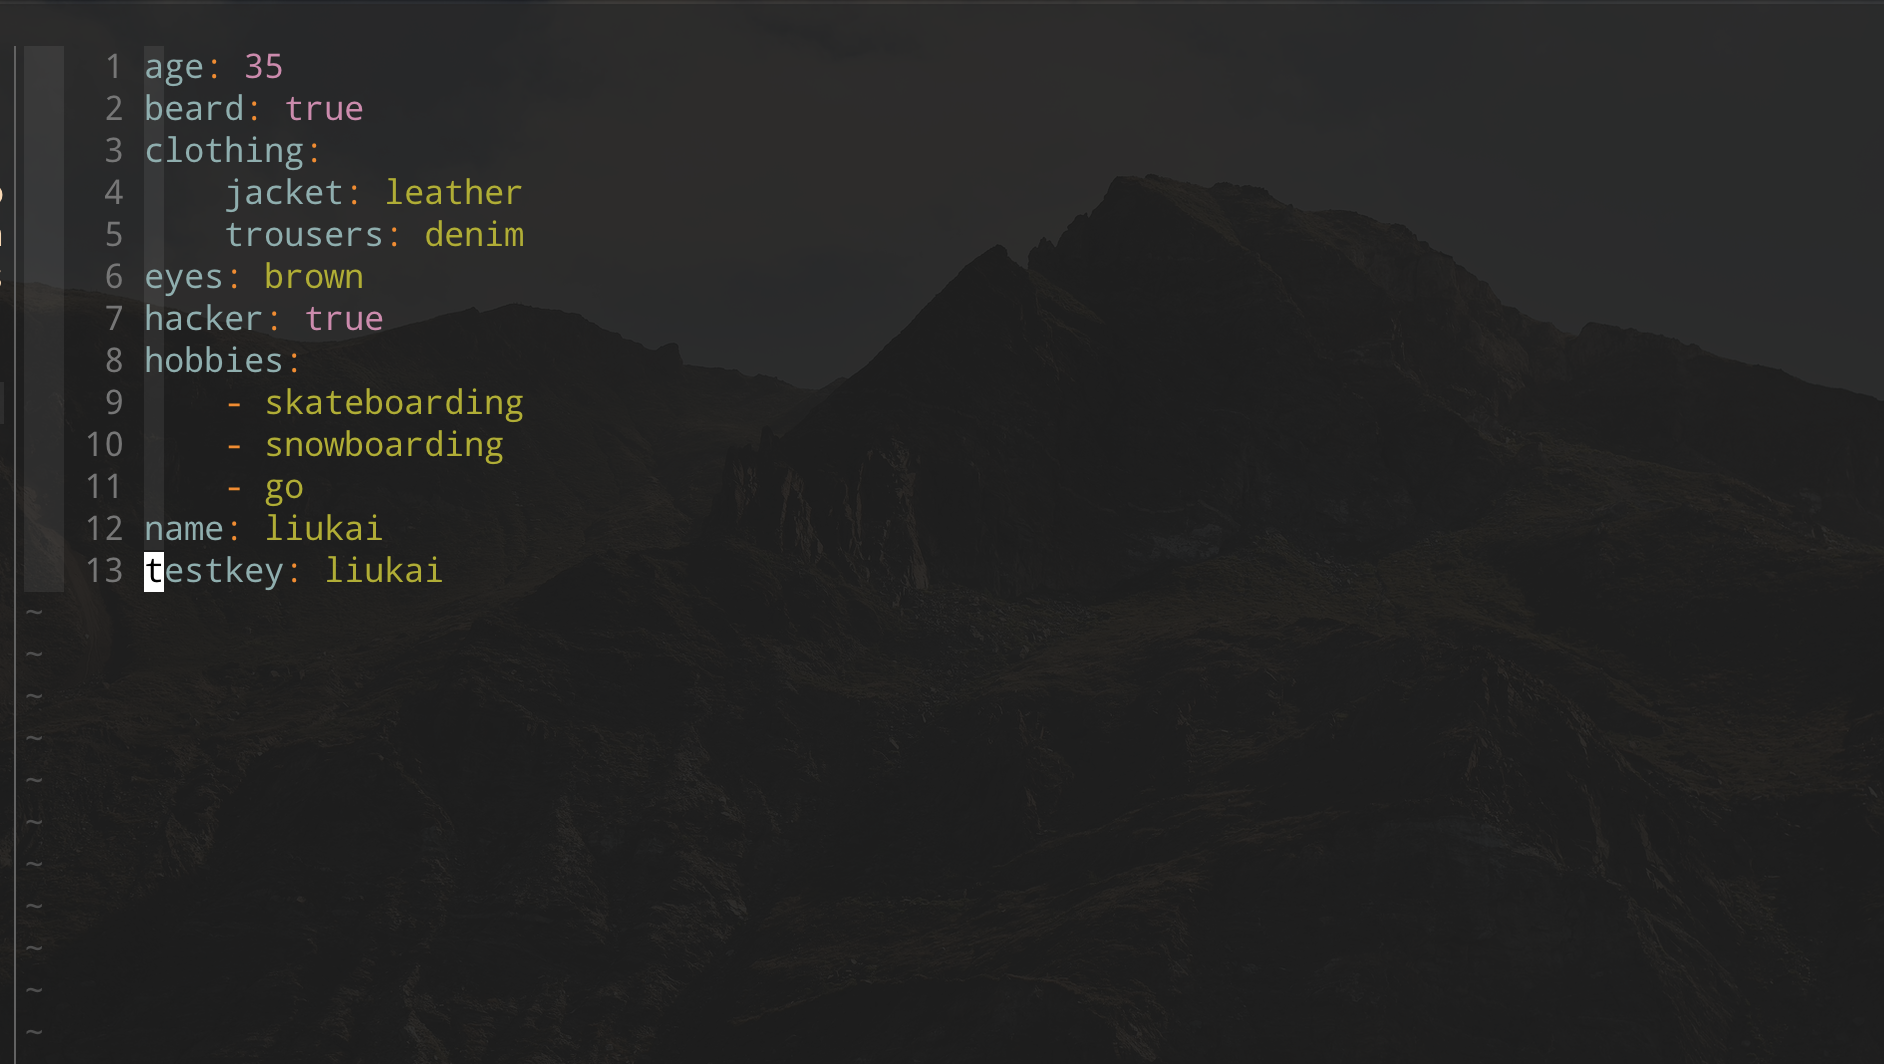 1 age: 35
2 beard: true
3 clothing:
4     jacket: leather
5     trousers: denim
6 eyes: brown
7 hacker: true
8 hobbies:
9     - skateboarding
10     - snowboarding
11     - go
12 name: liukai
13 testkey: liukai
~
~
~
~
~
~
~
~
~
~
~